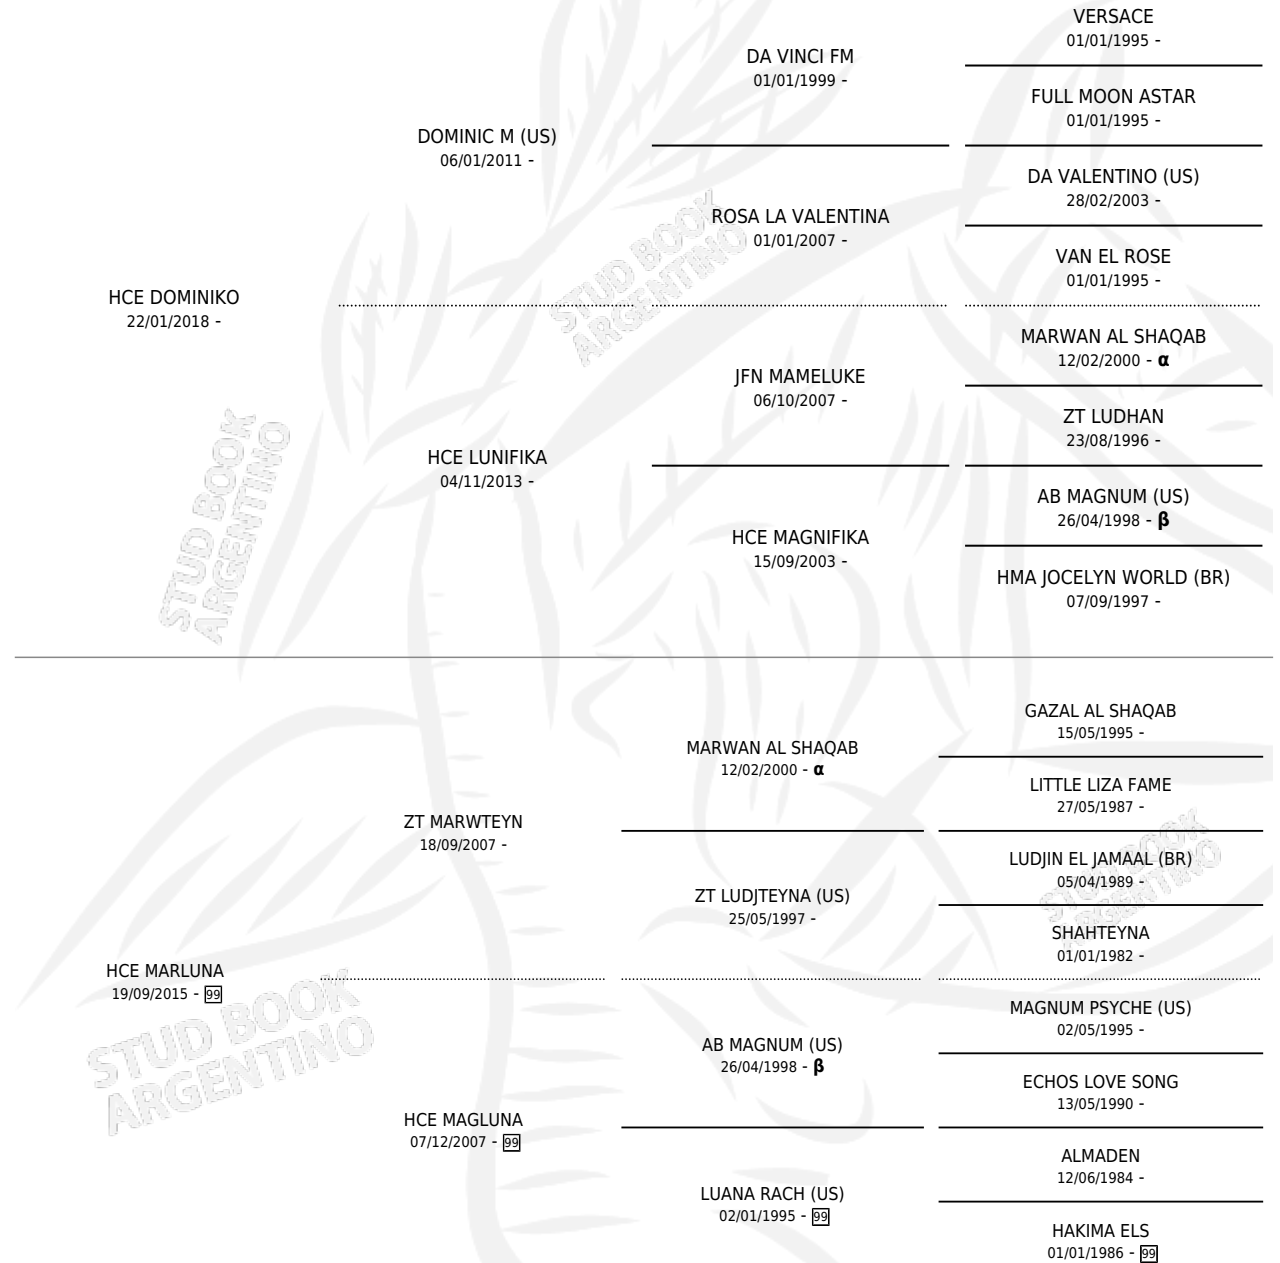 VERSACE
01/01/1995 -
DA VINCI FM
01/01/1999 -
FULL MOON ASTAR
01/01/1995 -
DOMINIC M (US)
06/01/2011 -
DA VALENTINO (US)
28/02/2003 -
ROSA LA VALENTINA
01/01/2007 -
VAN EL ROSE
01/01/1995 -
HCE DOMINIKO
22/01/2018 -
MARWAN AL SHAQAB
12/02/2000 - α
JFN MAMELUKE
06/10/2007 -
ZT LUDHAN
23/08/1996 -
HCE LUNIFIKA
04/11/2013 -
AB MAGNUM (US)
26/04/1998 - β
HCE MAGNIFIKA
15/09/2003 -
HMA JOCELYN WORLD (BR)
07/09/1997 -
STUD BOOK
ARGENTINO
STUD BOOK
ARGENTINO
GAZAL AL SHAQAB
15/05/1995 -
MARWAN AL SHAQAB
12/02/2000 - α
LITTLE LIZA FAME
27/05/1987 -
ZT MARWTEYN
18/09/2007 -
LUDJIN EL JAMAAL (BR)
05/04/1989 -
ZT LUDJTEYNA (US)
25/05/1997 -
SHAHTEYNA
01/01/1982 -
HCE MARLUNA
19/09/2015 - 99
MAGNUM PSYCHE (US)
02/05/1995 -
AB MAGNUM (US)
26/04/1998 - β
ECHOS LOVE SONG
13/05/1990 -
HCE MAGLUNA
07/12/2007 - 99
ALMADEN
12/06/1984 -
LUANA RACH (US)
02/01/1995 - 99
HAKIMA ELS
01/01/1986 - 99
STUD BOOK
ARGENTINO
STUD BOOK
ARGENTINO